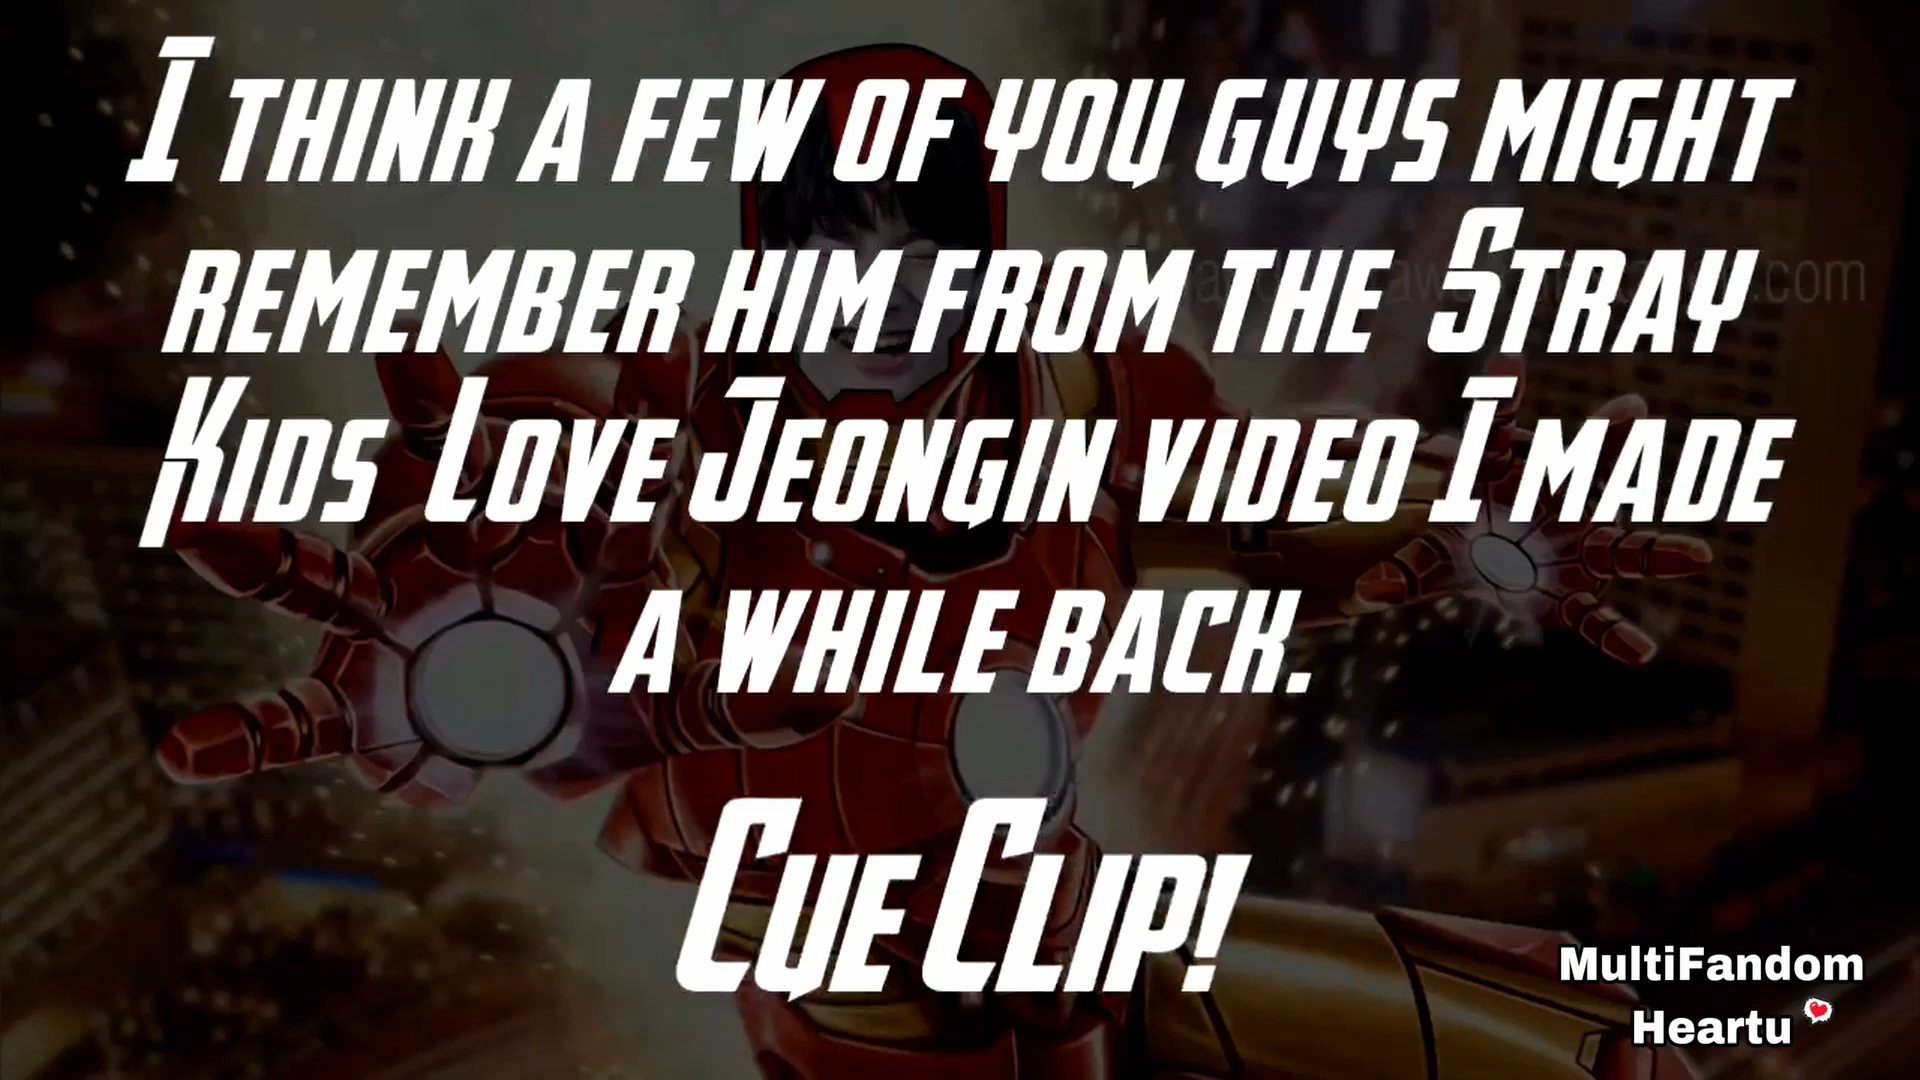 I think a few of you guys might
remember him from the Stray
.com
Kids Love Jeongin video I made
a while back.
Cue Clip!
MultiFandom
Heartu